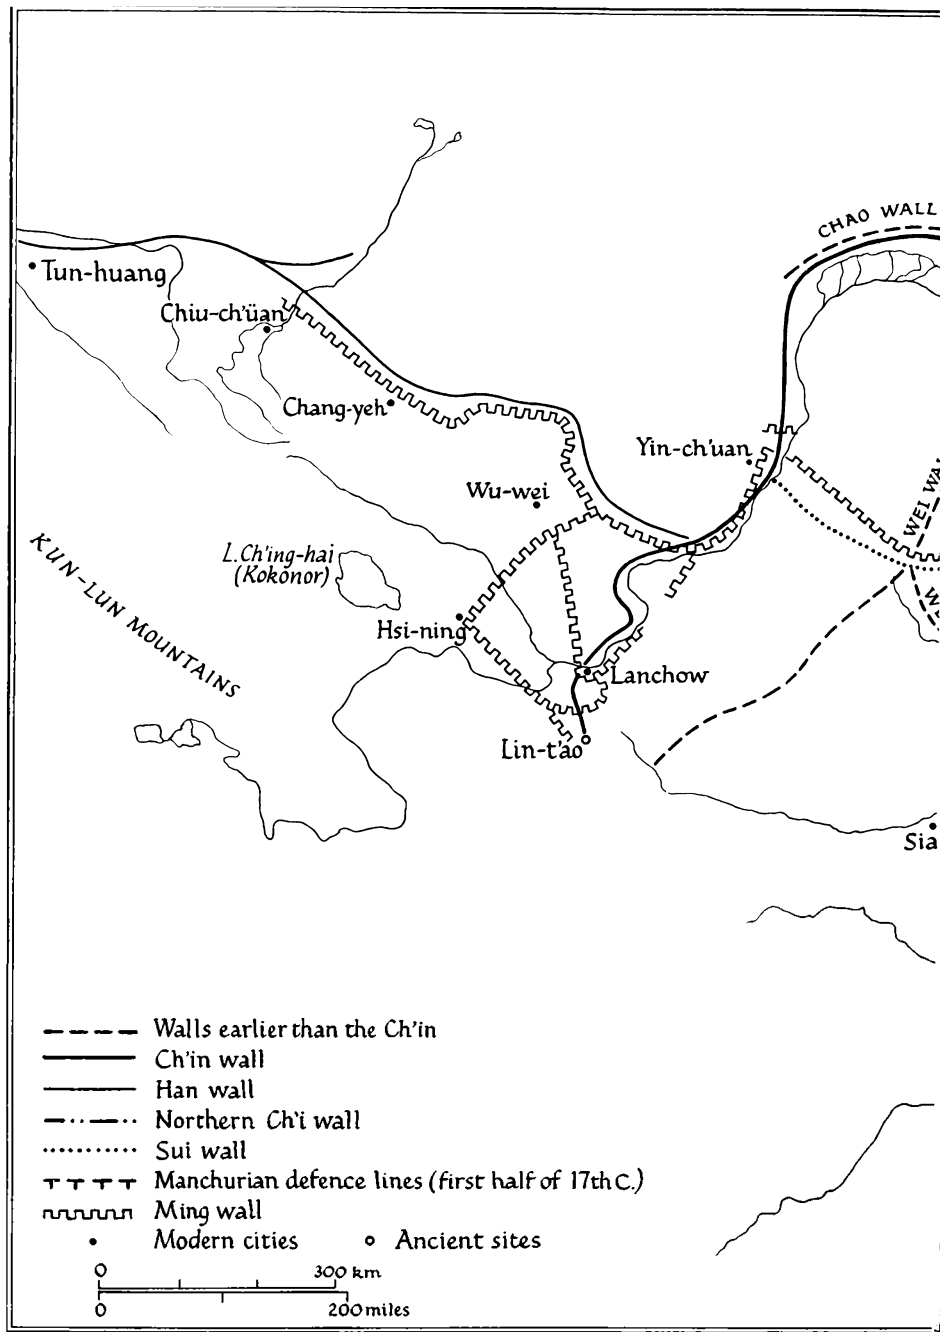 CHAO WALL
Tun-huang
Chiu-ch'üan
Chang-yeh
Yin-ch'uan
WEI WA
Wu-wei
L. Ch'ing-hai
(Kokonor)
KUN-LUN MOUNTAINS
Hsi-ning
Lanchow
Lin-t'ao
Sia
Walls earlier than the Ch'in
Ch'in wall
Han wall
Northern Ch'i wall
Sui wall
Manchurian defence lines (first half of 17th C.)
Ming wall
Modern cities
Ancient sites
0 300 km
0 200 miles